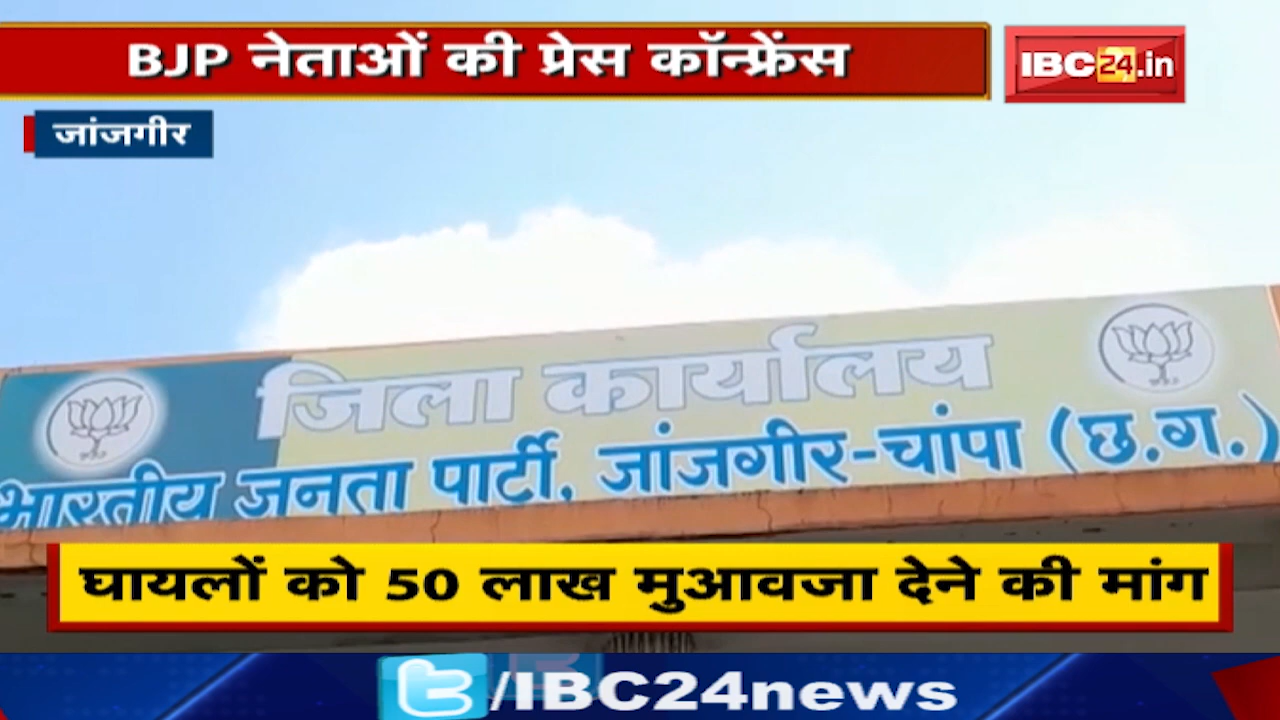 BJP नेताओं की प्रेस कॉन्फ्रेंस
IBC24.in
जांजगीर
जिला कार्यालय
भारतीय जनता पार्टी, जांजगीर-चांपा (छ.ग.)
घायलों को 50 लाख मुआवजा देने की मांग
/IBC24news